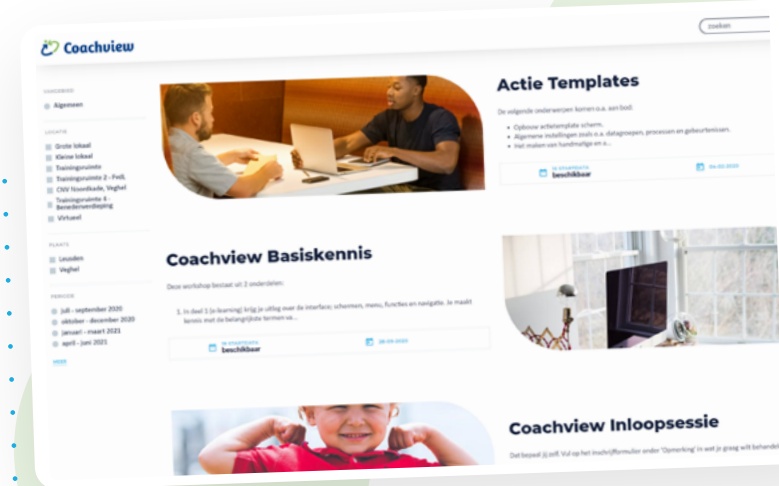 Coachview
zoeken
VAKGEBIED
Algemeen
LOCATIE
Grote lokaal
Kleine lokaal
Trainingsruimte
Trainingsruimte 2 - Fedl,
CNV Noordkade, Veghel
Trainingsruimte 4 -
Benedenverdieping
Virtueel
PLAATS
Leusden
Veghel
PERIODE
juli - september 2020
oktober - december 2020
januari - maart 2021
april - juni 2021
MEER
Actie Templates
De volgende onderwerpen komen o.a. aan bod:
Opbouw actietemplate scherm,
Algemene instellingen zoals o.a. datagroepen, processen en gebeurtenissen.
Het maken van handmatige en a...
beschikbaar
Coachview Basiskennis
Deze workshop bestaat uit 2 onderdelen:
1. in deel 1 (e-learning) krijg je uitleg over de interface; schermen, menu, functies en navigatie. Je maakt
kennis met de belangrijkste termen va...
beschikbaar
Coachview Inloopsessie
Dat bepaal jij zelf. Vul op het inschrijfformulier onder 'Opmerking' in wat je graag wilt behandel